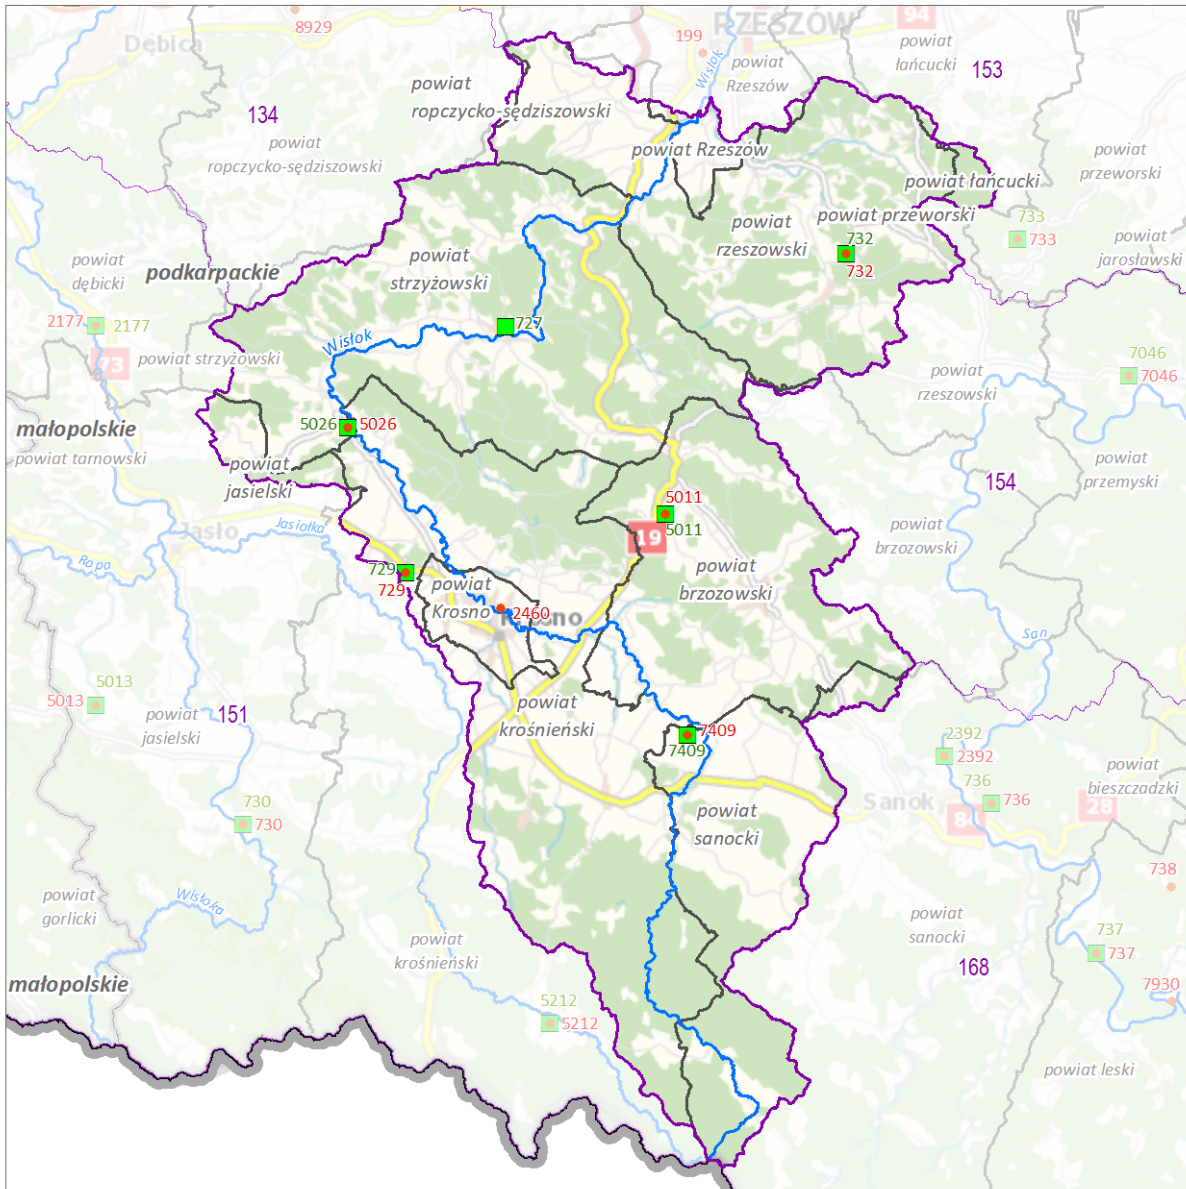 8929
RZESZÓW
94
Dębica
199
Wisłok
powiat
łańcucki
153
powiat
Rzeszów
powiat
ropczycko-sędziszowski
134
powiat
ropczycko-sędziszowski
powiat Rzeszów
powiat
przeworski
powiat łańcucki
powiat przeworski
powiat
rzeszowski
732
732
733
733
powiat
jarosławski
powiat
dębicki
podkarpackie
powiat
strzyżowski
2177
2177
727
Wisłok
73
powiat strzyżowski
7046
7046
powiat
rzeszowski
małopolskie
powiat tarnowski
5026
5026
powiat
jasielski
powiat
przemyski
154
5011
5011
19
Jasło
Jasiołka
Ropa
powiat
brzozowski
729
729
powiat
Krosno
2460
Krosno
powiat
brzozowski
San
5013
5013
151
powiat
jasielski
powiat
krośnieński
7409
7409
2392
2392
736
736
powiat
bieszczadzki
28
Sanok
84
730
730
powiat
sanocki
738
powiat
gorlicki
Wisłoka
powiat
krośnieński
powiat
sanocki
737
737
168
małopolskie
7930
5212
5212
powiat leski